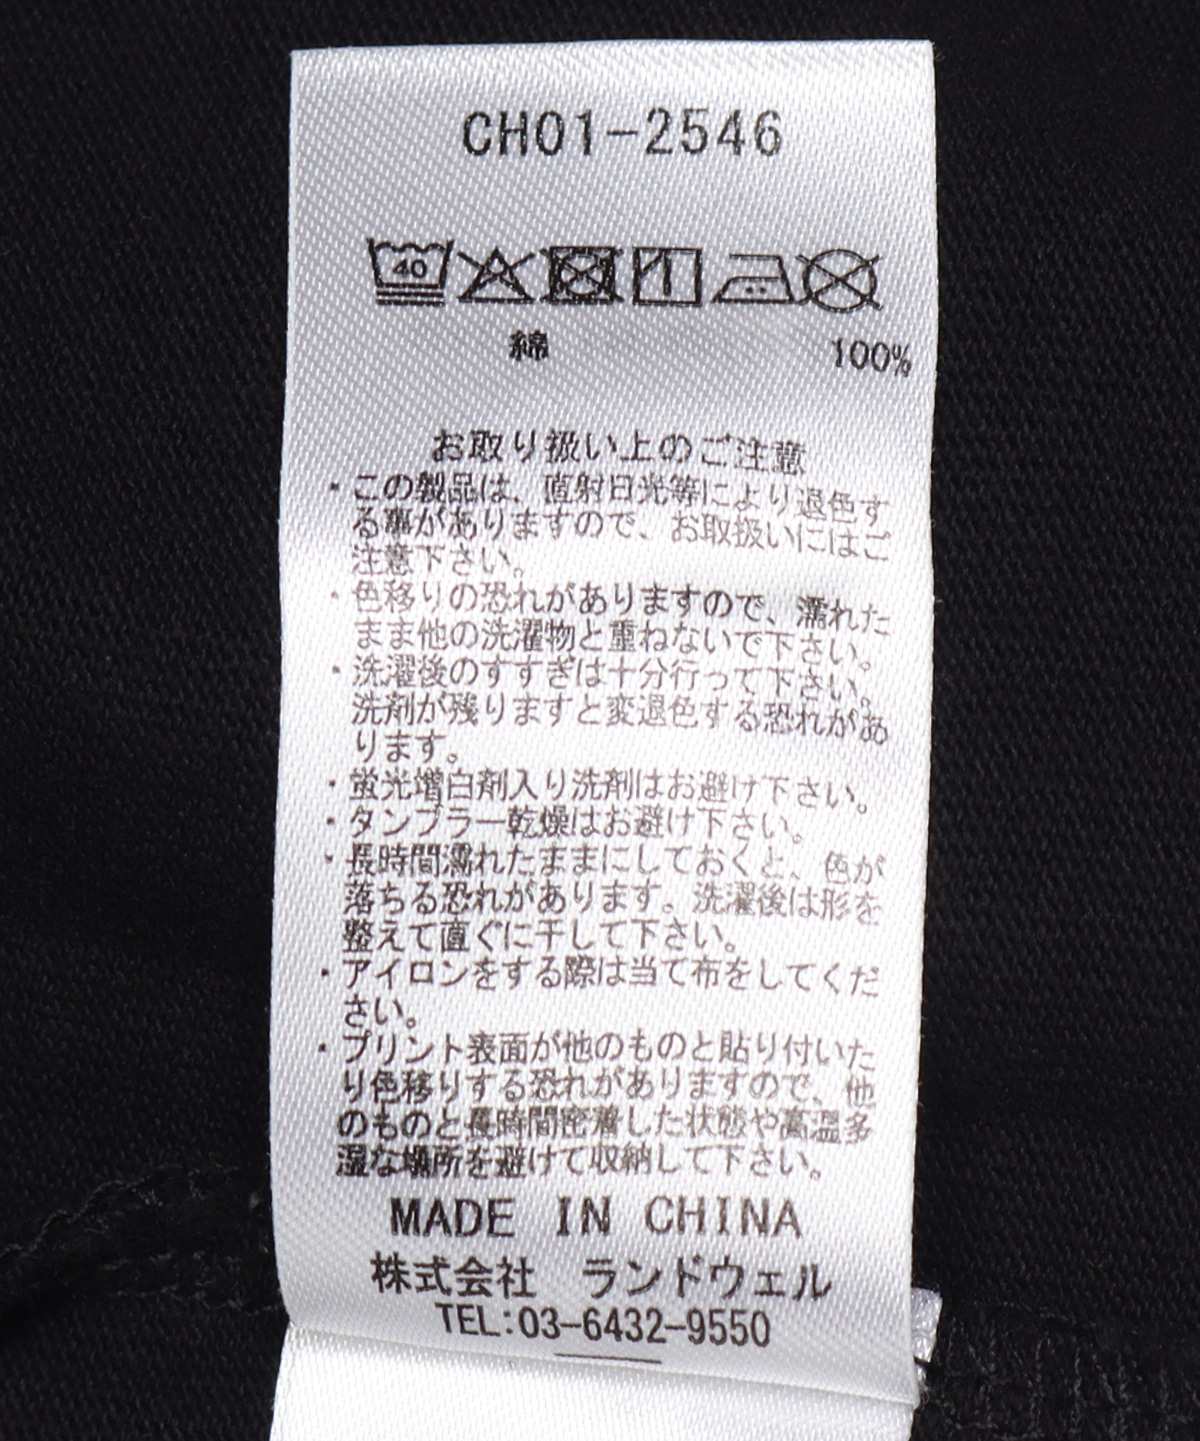 CH01-2546
40
綿 100%
お取り扱い上のご注意
・この製品は、直射日光等により退色す
る事がありますので、お取扱いにはご
注意下さい。
・色移りの恐れがありますので、濡れた
まま他の洗濯物と重ねないで下さい。
・洗濯後のすすぎは十分行って下さい。
洗剤が残りますと変退色する恐れがあ
ります。
・蛍光増白剤入り洗剤はお避け下さい。
・タンブラー乾燥はお避け下さい。
・長時間濡れたままにしておくと、色が
落ちる恐れがあります。洗濯後は形を
整えて直ぐに干して下さい。
・アイロンをする際は当て布をしてくだ
さい。
・プリント表面が他のものと貼り付いた
り色移りする恐れがありますので、他
のものと長時間密着した状態や高温多
湿な場所を避けて収納して下さい。
MADE IN CHINA
株式会社 ランドウェル
TEL:03-6432-9550